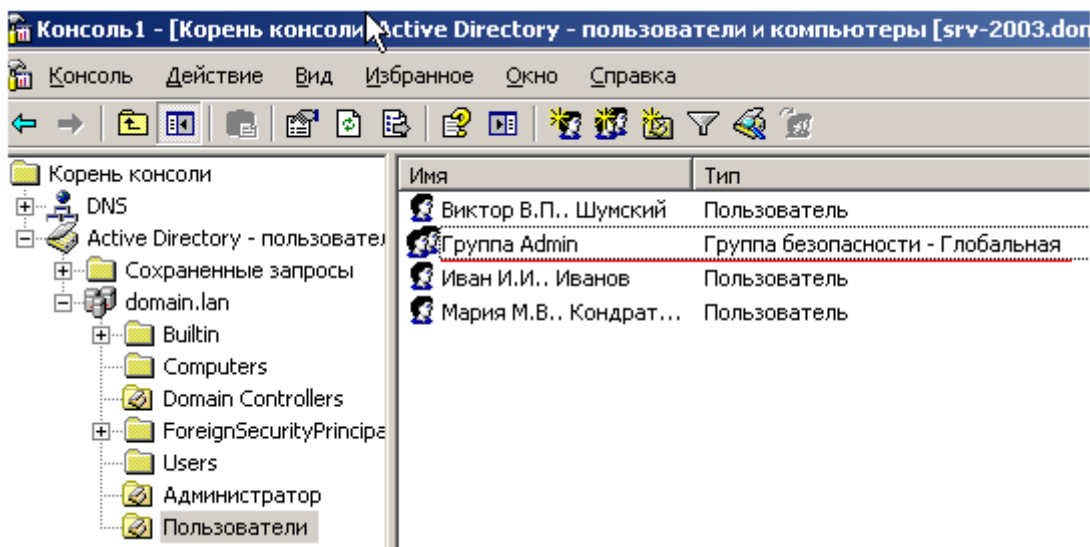 Консоль1 - [Корень консоли\Active Directory - пользователи и компьютеры [srv-2003.don
Консоль Действие Вид Избранное Окно Справка
Корень консоли
DNS
Active Directory - пользовател
Сохраненные запросы
domain.lan
Builtin
Computers
Domain Controllers
ForeignSecurityPrincipa
Users
Администратор
Пользователи
Имя Тип
Виктор В.П.. Шумский Пользователь
Группа Admin Группа безопасности - Глобальная
Иван И.И.. Иванов Пользователь
Мария М.В.. Кондрат... Пользователь